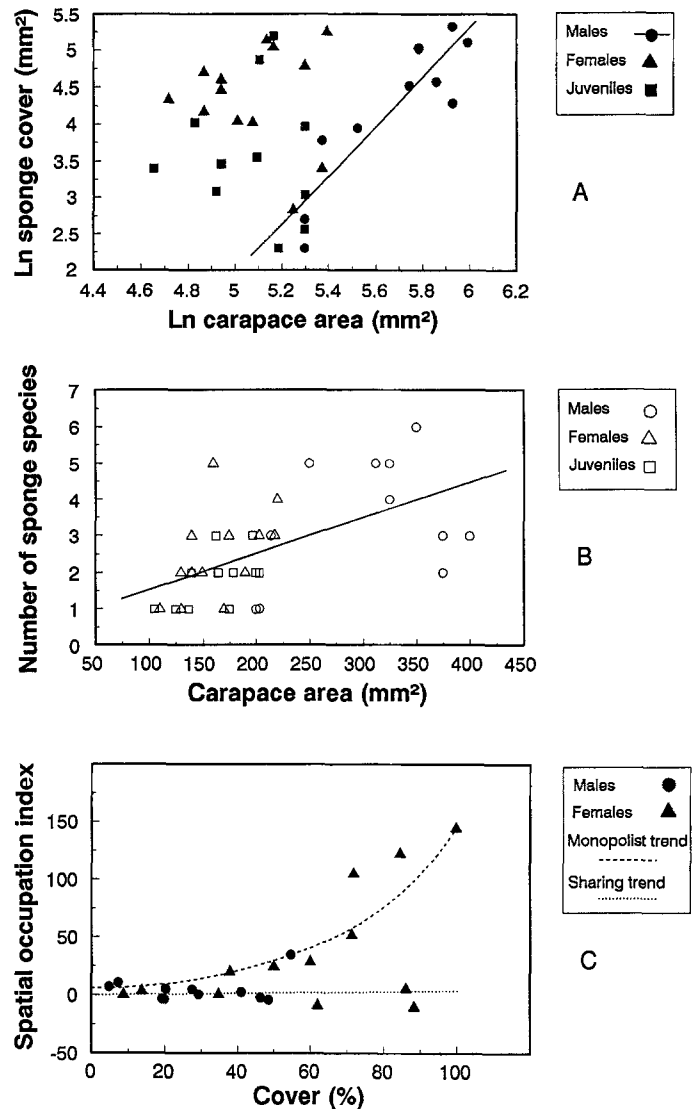 Ln sponge cover (mm²)
5.5
5
4.5
4
3.5
3
2.5
2
4.4 4.6 4.8 5 5.2 5.4 5.6 5.8 6 6.2
Ln carapace area (mm²)
Males
Females
Juveniles
A
Number of sponge species
7
6
5
4
3
2
1
0
50 100 150 200 250 300 350 400 450
Carapace area (mm²)
Males
Females
Juveniles
B
Spatial occupation index
150
100
50
0
-50
0 20 40 60 80 100
Cover (%)
Males
Females
Monopolist trend
Sharing trend
C